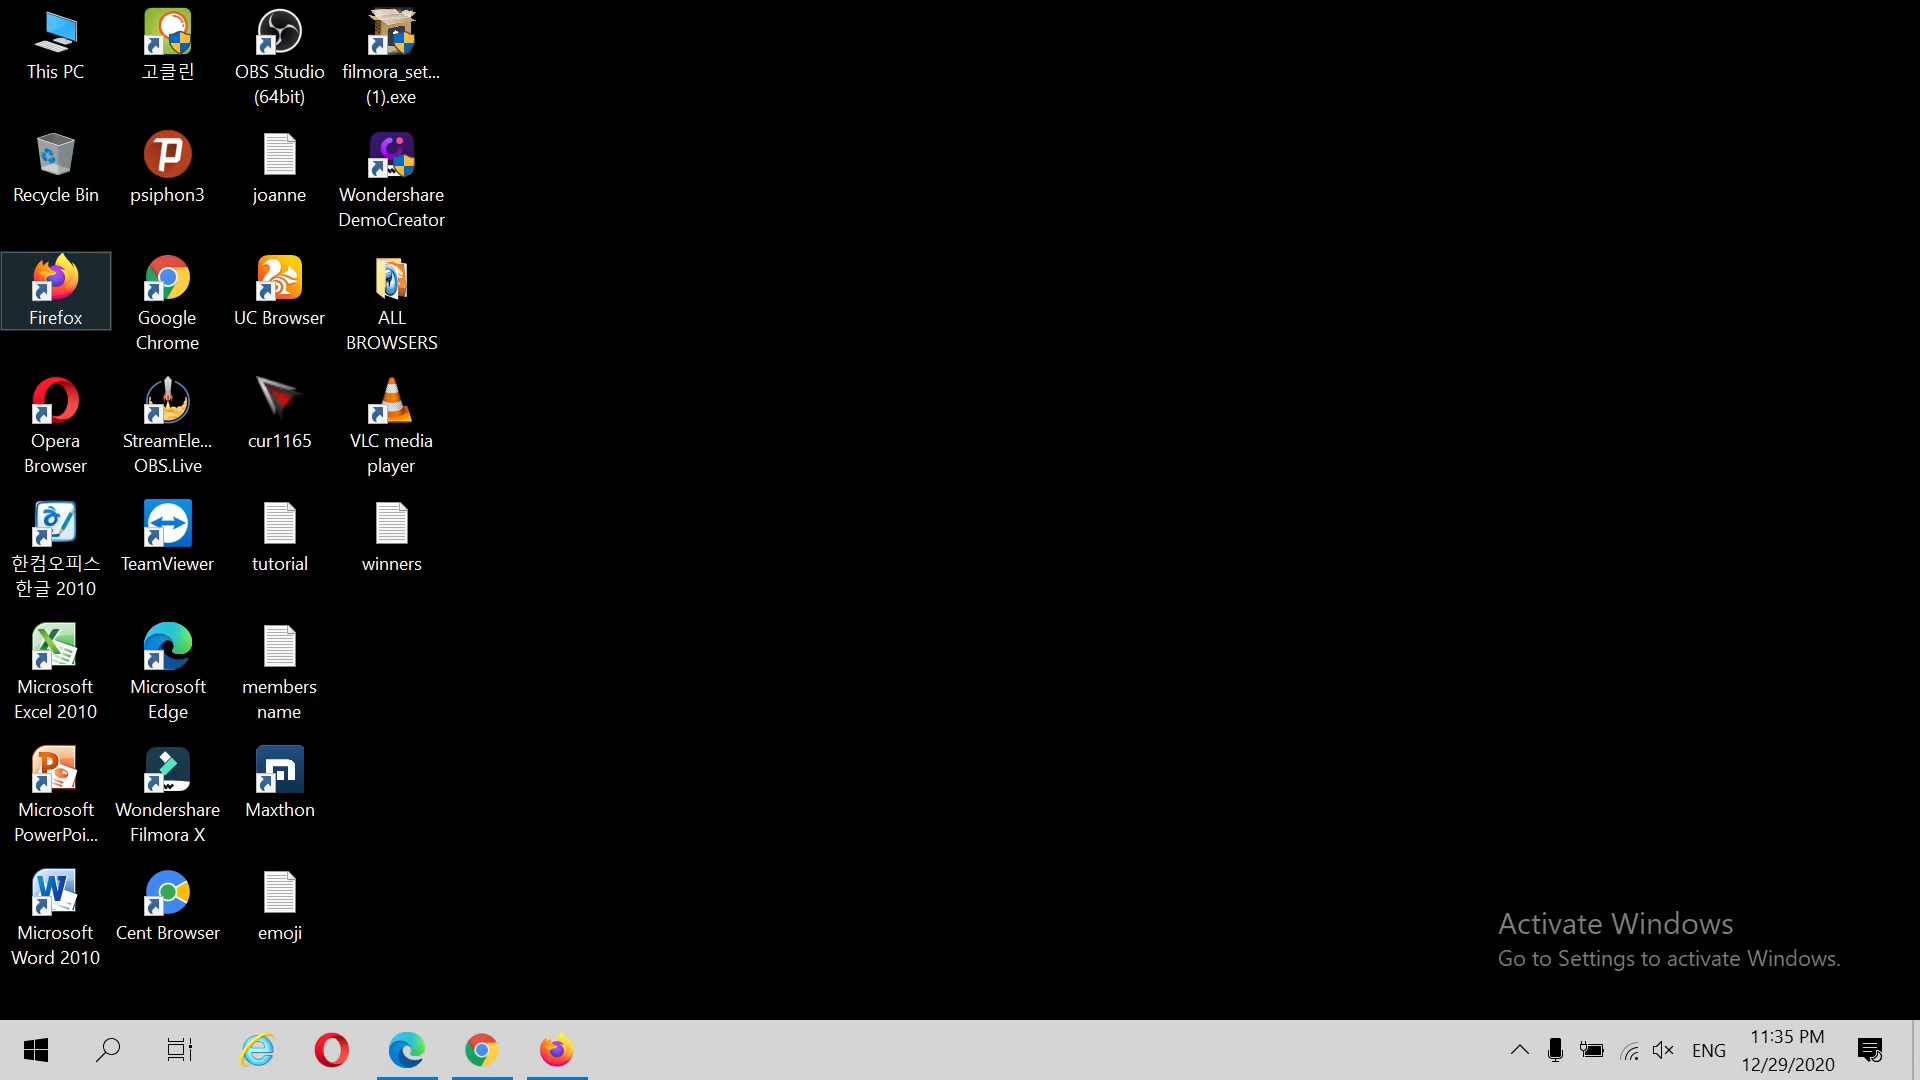 This PC
고클린
OBS Studio
(64bit)
filmora_set...
(1).exe
Recycle Bin
psiphon3
joanne
Wondershare
DemoCreator
Firefox
Google
Chrome
UC Browser
ALL
BROWSERS
Opera
Browser
StreamEle...
OBS.Live
cur1165
VLC media
player
한컴오피스
한글 2010
TeamViewer
tutorial
winners
Microsoft
Excel 2010
Microsoft
Edge
members
name
Microsoft
PowerPoi...
Wondershare
Filmora X
Maxthon
Microsoft
Word 2010
Cent Browser
emoji
Activate Windows
Go to Settings to activate Windows.
ENG
11:35 PM
12/29/2020